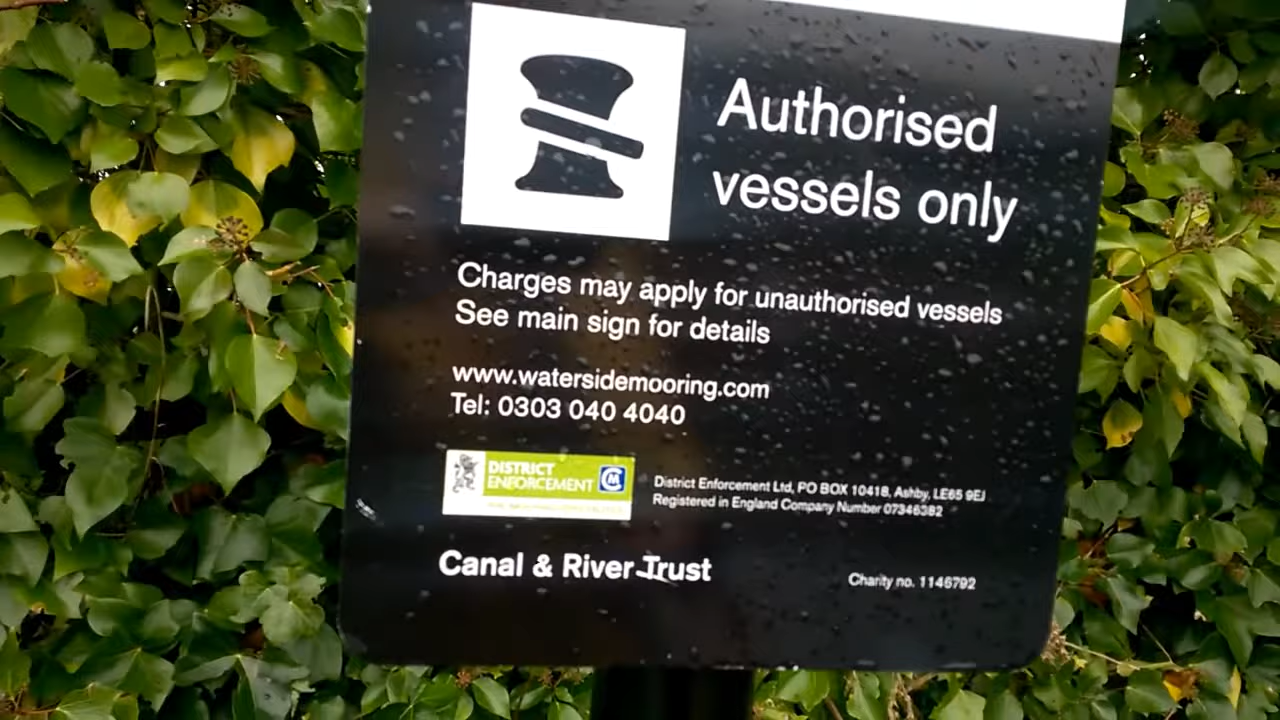 Authorised
vessels only
Charges may apply for unauthorised vessels
See main sign for details
www.watersidemooring.com
Tel: 0303 040 4040
DISTRICT
ENFORCEMENT
District Enforcement Ltd, PO BOX 10418, Ashby, LE65 9EJ
Registered in England Company Number 07346382
Canal & River Trust
Charity no. 1146792